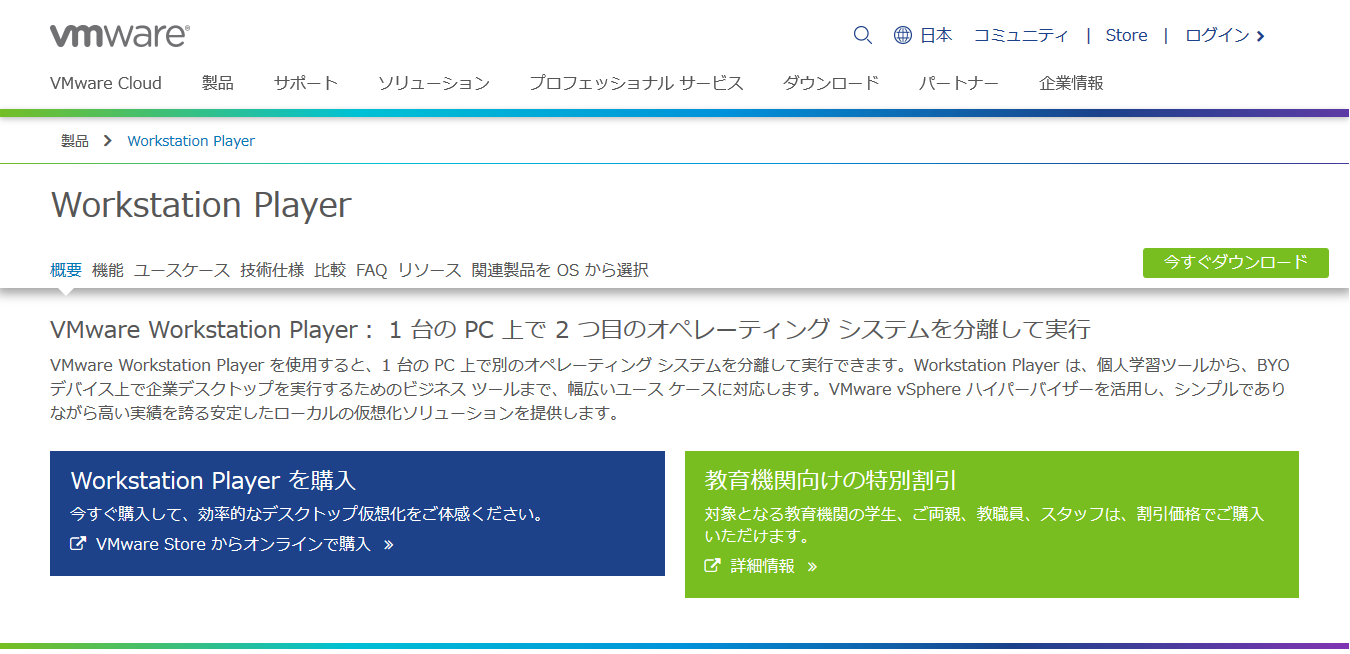 vmware®
日本 コミュニティ | Store | ログイン
VMware Cloud 製品 サポート ソリューション プロフェッショナル サービス ダウンロード パートナー 企業情報
製品 Workstation Player
Workstation Player
概要 機能 ユースケース 技術仕様 比較 FAQ リソース 関連製品を OS から選択
今すぐダウンロード
VMware Workstation Player： 1 台の PC 上で 2 つ目のオペレーティング システムを分離して実行
VMware Workstation Player を使用すると、1 台の PC 上で別のオペレーティング システムを分離して実行できます。Workstation Player は、個人学習ツールから、BYO
デバイス上で企業デスクトップを実行するためのビジネス ツールまで、幅広いユース ケースに対応します。VMware vSphere ハイパーバイザーを活用し、シンプルであり
ながら高い実績を誇る安定したローカルの仮想化ソリューションを提供します。
Workstation Player を購入
今すぐ購入して、効率的なデスクトップ仮想化をご体感ください。
VMware Store からオンラインで購入 »
教育機関向けの特別割引
対象となる教育機関の学生、ご両親、教職員、スタッフは、割引価格でご購入
いただけます。
詳細情報 »